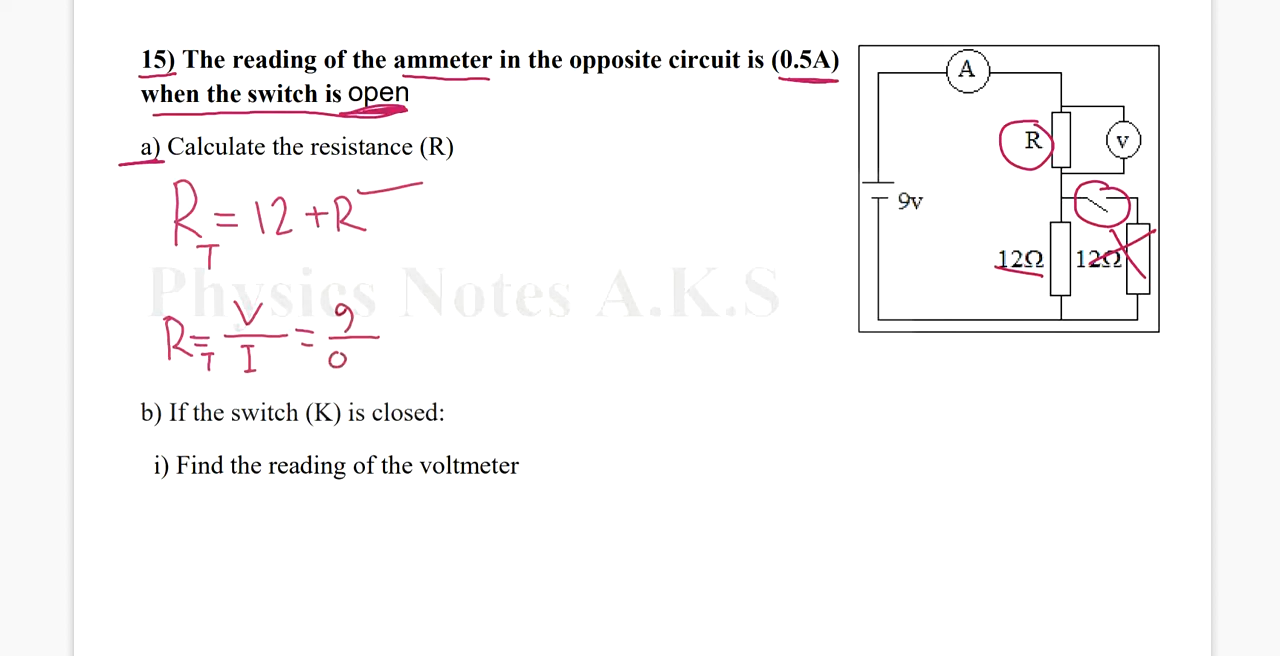 15) The reading of the ammeter in the opposite circuit is (0.5A)
when the switch is open
a) Calculate the resistance (R)
R_T = 12 + R
Physics Notes A.K.S
R_T = V/I = 9/0
b) If the switch (K) is closed:
i) Find the reading of the voltmeter
A
R
V
9v
12Ω
12Ω